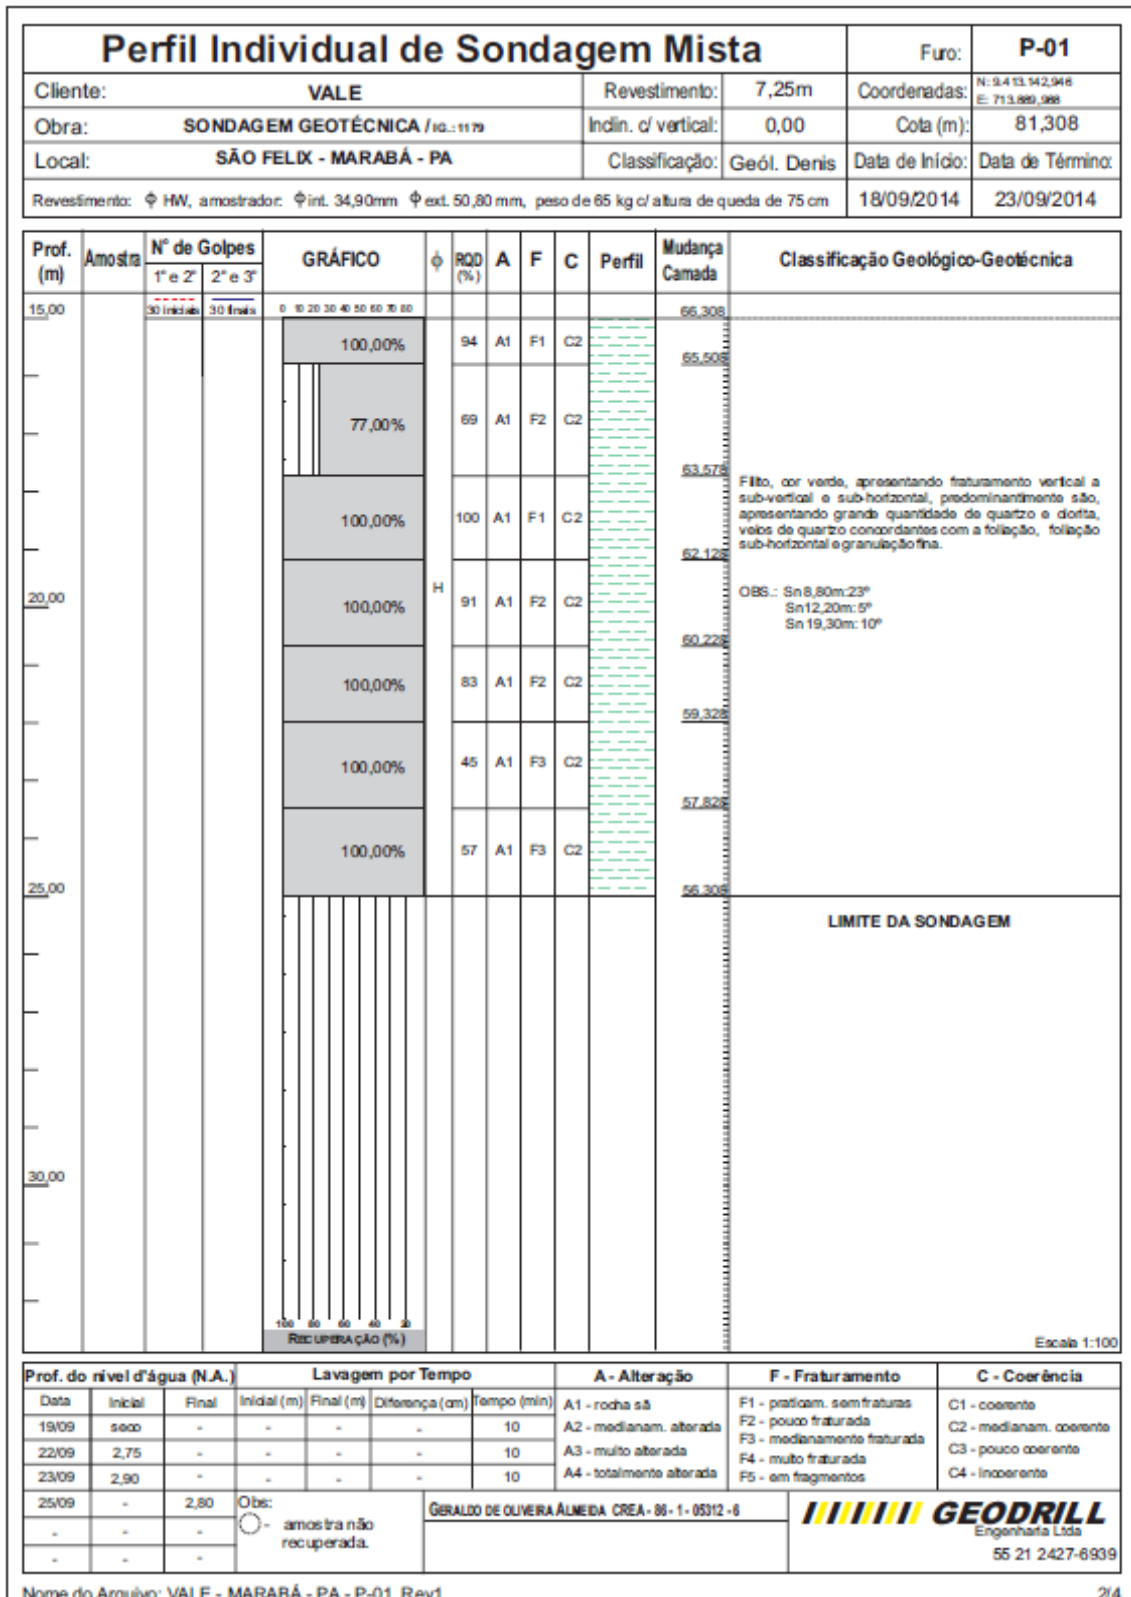 Perfil Individual de Sondagem Mista
Furo: P-01
Cliente: VALE
Revestimento: 7,25m
Coordenadas: N: 9.413.142,946
E: 713.889,988
Obra: SONDAGEM GEOTÉCNICA / IG.: 1179
Inclin. c/ vertical: 0,00
Cota (m): 81,308
Local: SÃO FELIX - MARABÁ - PA
Classificação: Geól. Denis
Data de Início: Data de Término:
Revestimento: ϕ HW, amostrador: ϕ int. 34,90mm ϕ ext. 50,80 mm, peso de 65 kg c/ altura de queda de 75 cm
18/09/2014 23/09/2014
Prof. (m) Amostra N° de Golpes GRÁFICO ϕ RQD (%) A F C Perfil Mudança Camada Classificação Geológico-Geotécnica
1° e 2° 2° e 3°
30 iniciais 30 finais 0 10 20 30 40 50 60 70 80
15,00 66,308
100,00% 94 A1 F1 C2
65,508
77,00% 69 A1 F2 C2
63,578
100,00% 100 A1 F1 C2
62,128
H
20,00
100,00% 91 A1 F2 C2
60,228
100,00% 83 A1 F2 C2
59,328
100,00% 45 A1 F3 C2
57,828
100,00% 57 A1 F3 C2
25,00 56,308
Filito, cor verde, apresentando fraturamento vertical a
sub-vertical e sub-horizontal, predominantimente são,
apresentando grande quantidade de quartzo e clorita,
veios de quartzo concordantes com a foliação, foliação
sub-horizontal e granulação fina.
OBS.: Sn 8,80m:23º
Sn12,20m: 5º
Sn 19,30m: 10º
LIMITE DA SONDAGEM
30,00
100 80 60 40 20
RECUPERAÇÃO (%)
Escala 1:100
Prof. do nível d'água (N.A.) Lavagem por Tempo A - Alteração F - Fraturamento C - Coerência
Data Inicial Final Inicial (m) Final (m) Diferença (cm) Tempo (min)
19/09 seco - - - - 10
22/09 2,75 - - - - 10
23/09 2,90 - - - - 10
25/09 - 2,80
- - -
- - -
A1 - rocha sã
A2 - medianam. alterada
A3 - muito alterada
A4 - totalmente alterada
F1 - praticam. sem fraturas
F2 - pouco fraturada
F3 - medianamente fraturada
F4 - muito fraturada
F5 - em fragmentos
C1 - coerente
C2 - medianam. coerente
C3 - pouco coerente
C4 - incoerente
Obs:
- amostra não
recuperada.
GERALDO DE OLIVEIRA ALMEIDA CREA - 86 - 1 - 05312 - 6
GEODRILL
Engenharia Ltda
55 21 2427-6939
Nome do Arquivo: VALE - MARABÁ - PA - P-01_Rev1
2/4